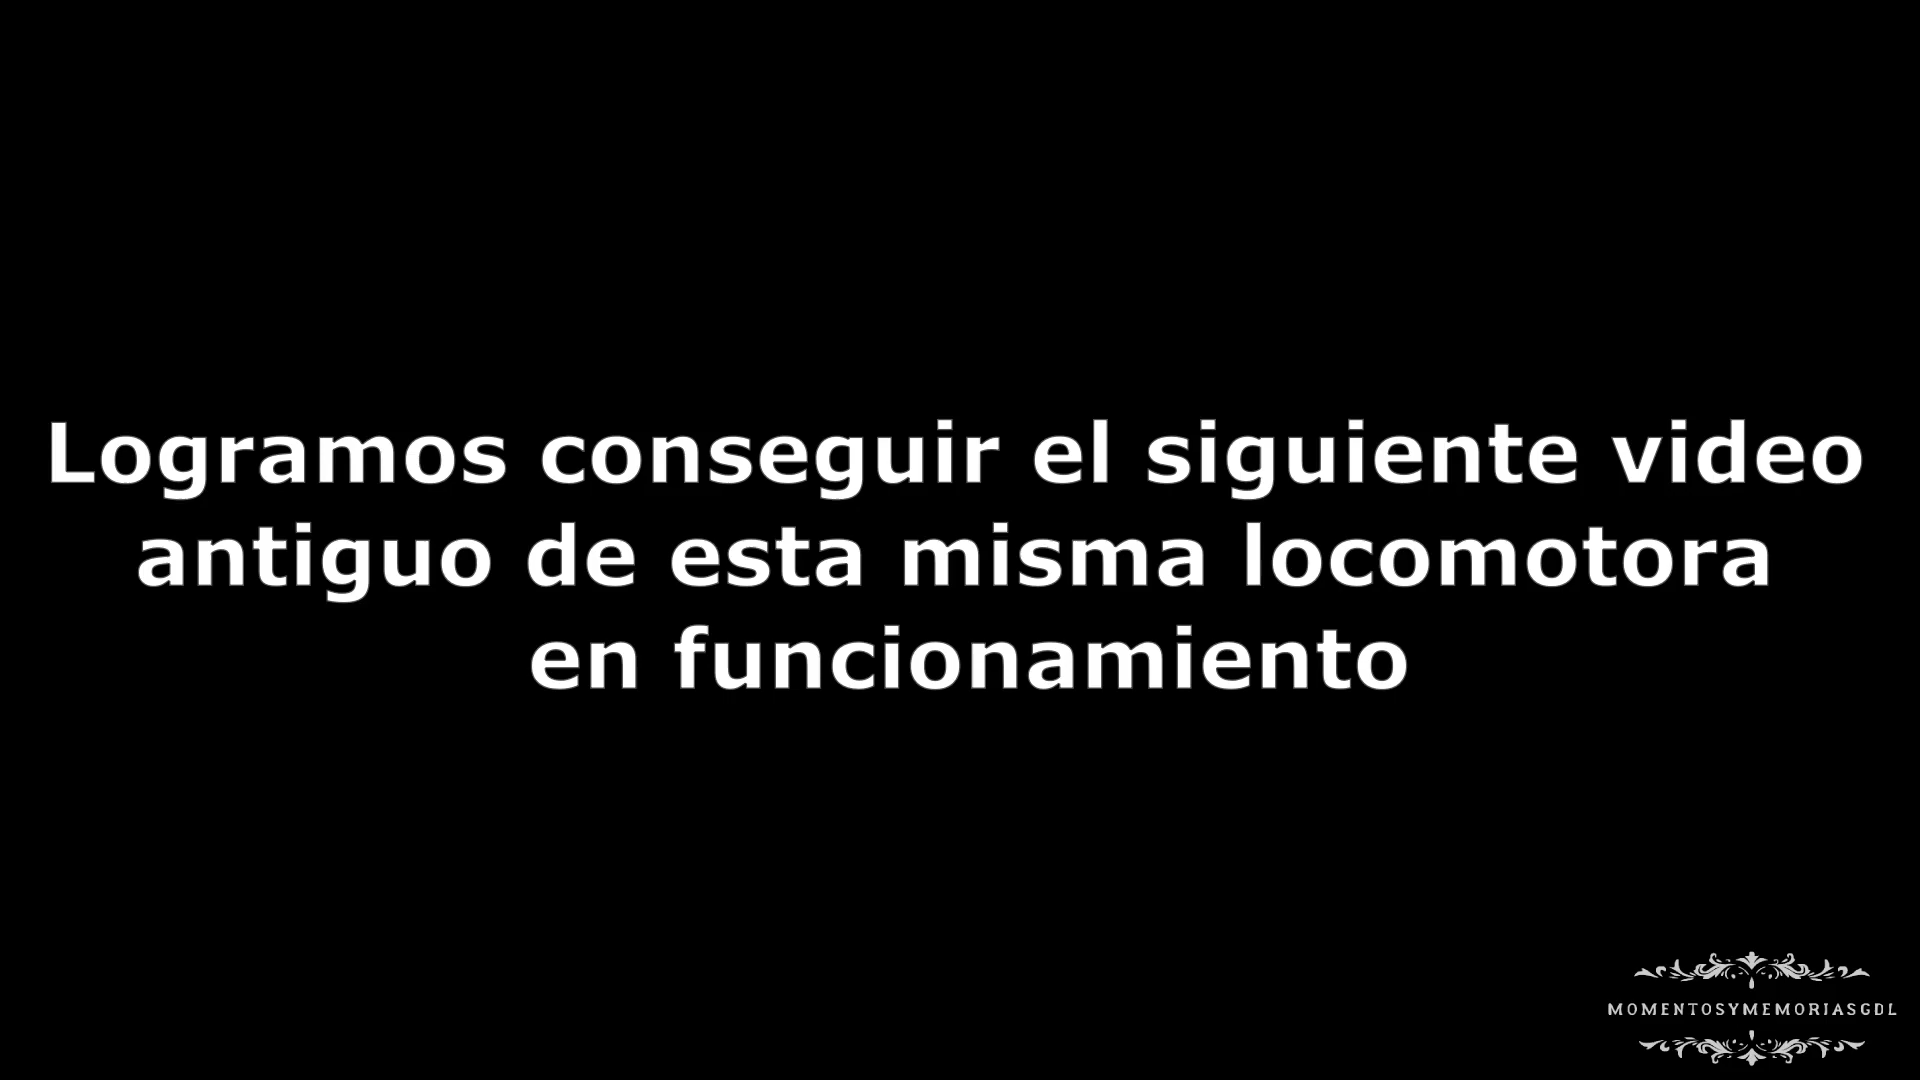 Logramos conseguir el siguiente video
antiguo de esta misma locomotora
en funcionamiento
MOMENTOSYMEMORIASGDL